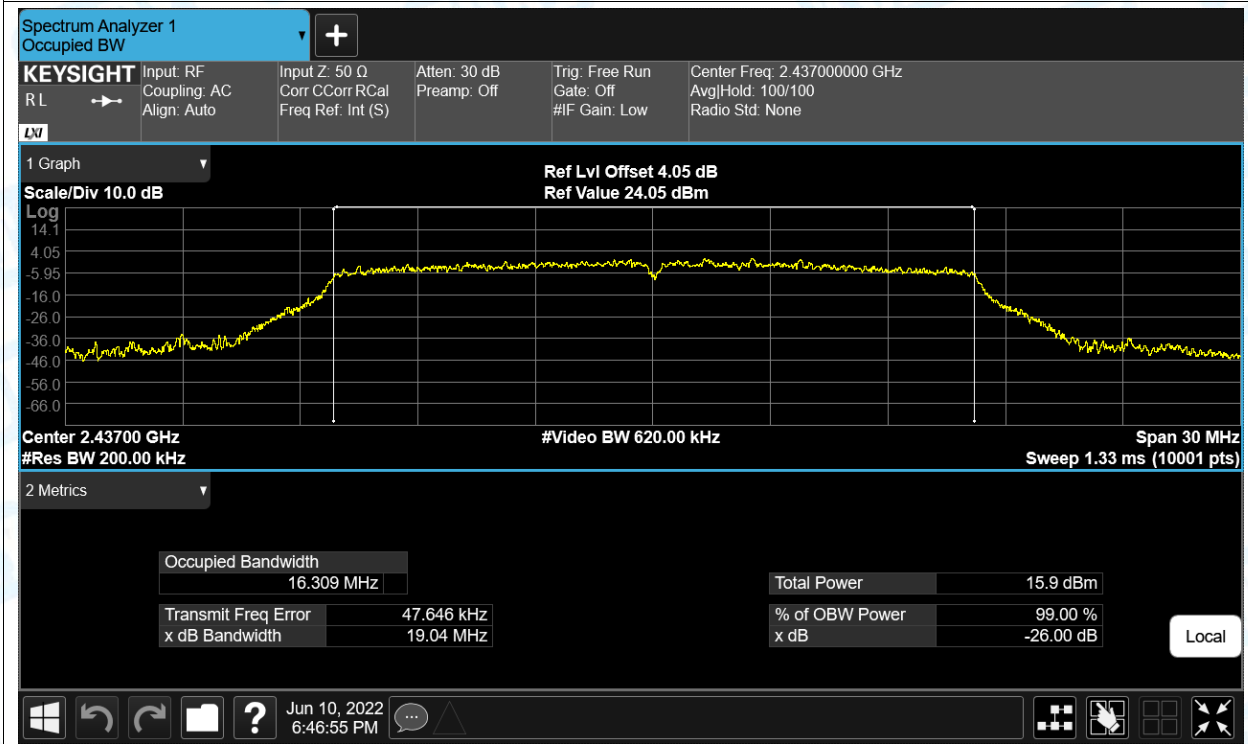 Spectrum Analyzer 1
Occupied BW
KEYSIGHT
R L
LXI
Input: RF
Coupling: AC
Align: Auto
Input Z: 50 Ω
Corr CCorr RCal
Freq Ref: Int (S)
Atten: 30 dB
Preamp: Off
Trig: Free Run
Gate: Off
#IF Gain: Low
Center Freq: 2.437000000 GHz
Avg|Hold: 100/100
Radio Std: None
1 Graph
Scale/Div 10.0 dB
Ref Lvl Offset 4.05 dB
Ref Value 24.05 dBm
Log
14.1
4.05
-5.95
-16.0
-26.0
-36.0
-46.0
-56.0
-66.0
Center 2.43700 GHz
#Video BW 620.00 kHz
Span 30 MHz
#Res BW 200.00 kHz
Sweep 1.33 ms (10001 pts)
2 Metrics
Occupied Bandwidth
16.309 MHz
Total Power 15.9 dBm
Transmit Freq Error 47.646 kHz
% of OBW Power 99.00 %
x dB Bandwidth 19.04 MHz
x dB -26.00 dB
Local
?
Jun 10, 2022
6:46:55 PM